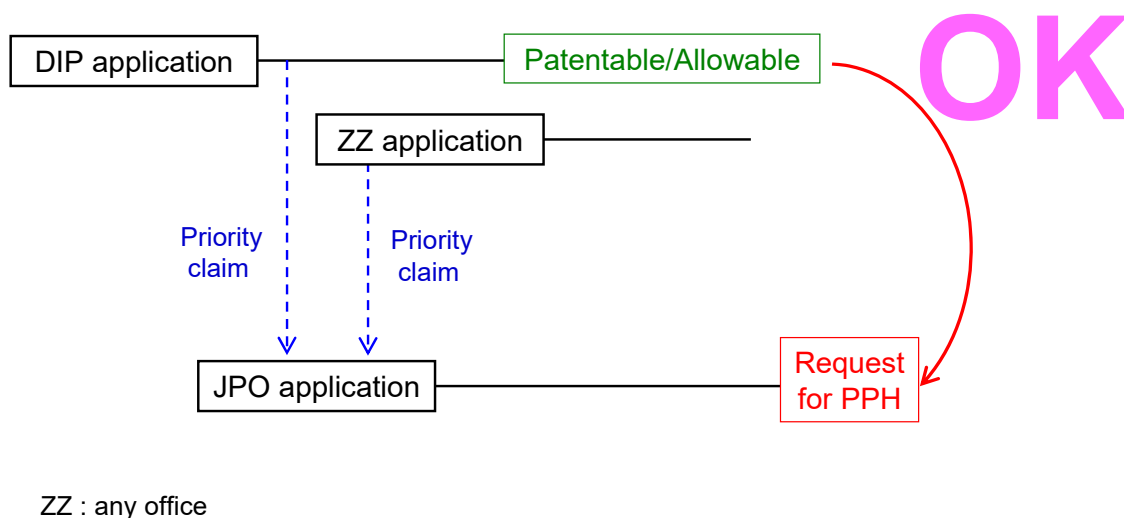 OK
DIP application
Patentable/Allowable
ZZ application
Priority
claim
Priority
claim
JPO application
Request
for PPH
ZZ : any office